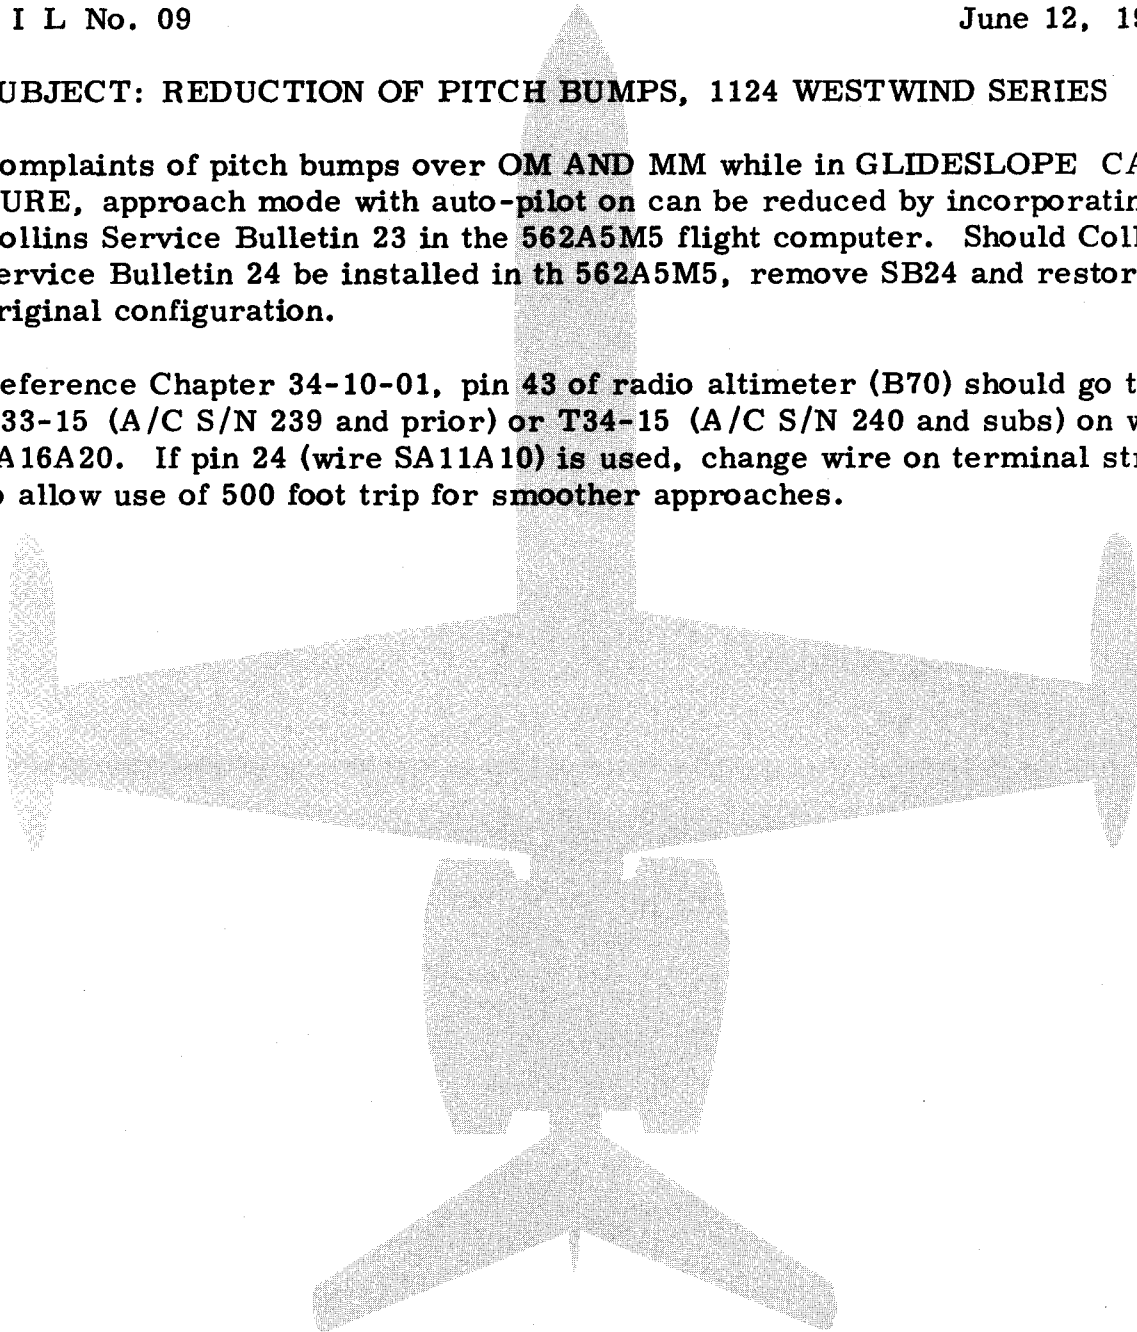 I L No. 09 June 12, 19
UBJECT: REDUCTION OF PITCH BUMPS, 1124 WESTWIND SERIES
omplaints of pitch bumps over OM AND MM while in GLIDESLOPE CA
URE, approach mode with auto-pilot on can be reduced by incorporatin
ollins Service Bulletin 23 in the 562A5M5 flight computer. Should Coll
ervice Bulletin 24 be installed in th 562A5M5, remove SB24 and restor
riginal configuration.
eference Chapter 34-10-01, pin 43 of radio altimeter (B70) should go t
33-15 (A/C S/N 239 and prior) or T34-15 (A/C S/N 240 and subs) on w
A16A20. If pin 24 (wire SA11A10) is used, change wire on terminal str
o allow use of 500 foot trip for smoother approaches.